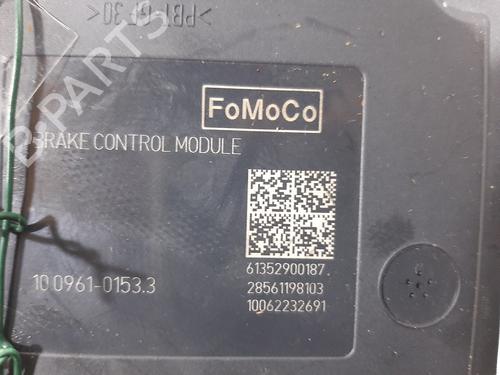 >PBT-GF30<
FoMoCo
BRAKE CONTROL MODULE
10.0961-0153.3
61352900187
28561198103
10062232691
B-PARTS